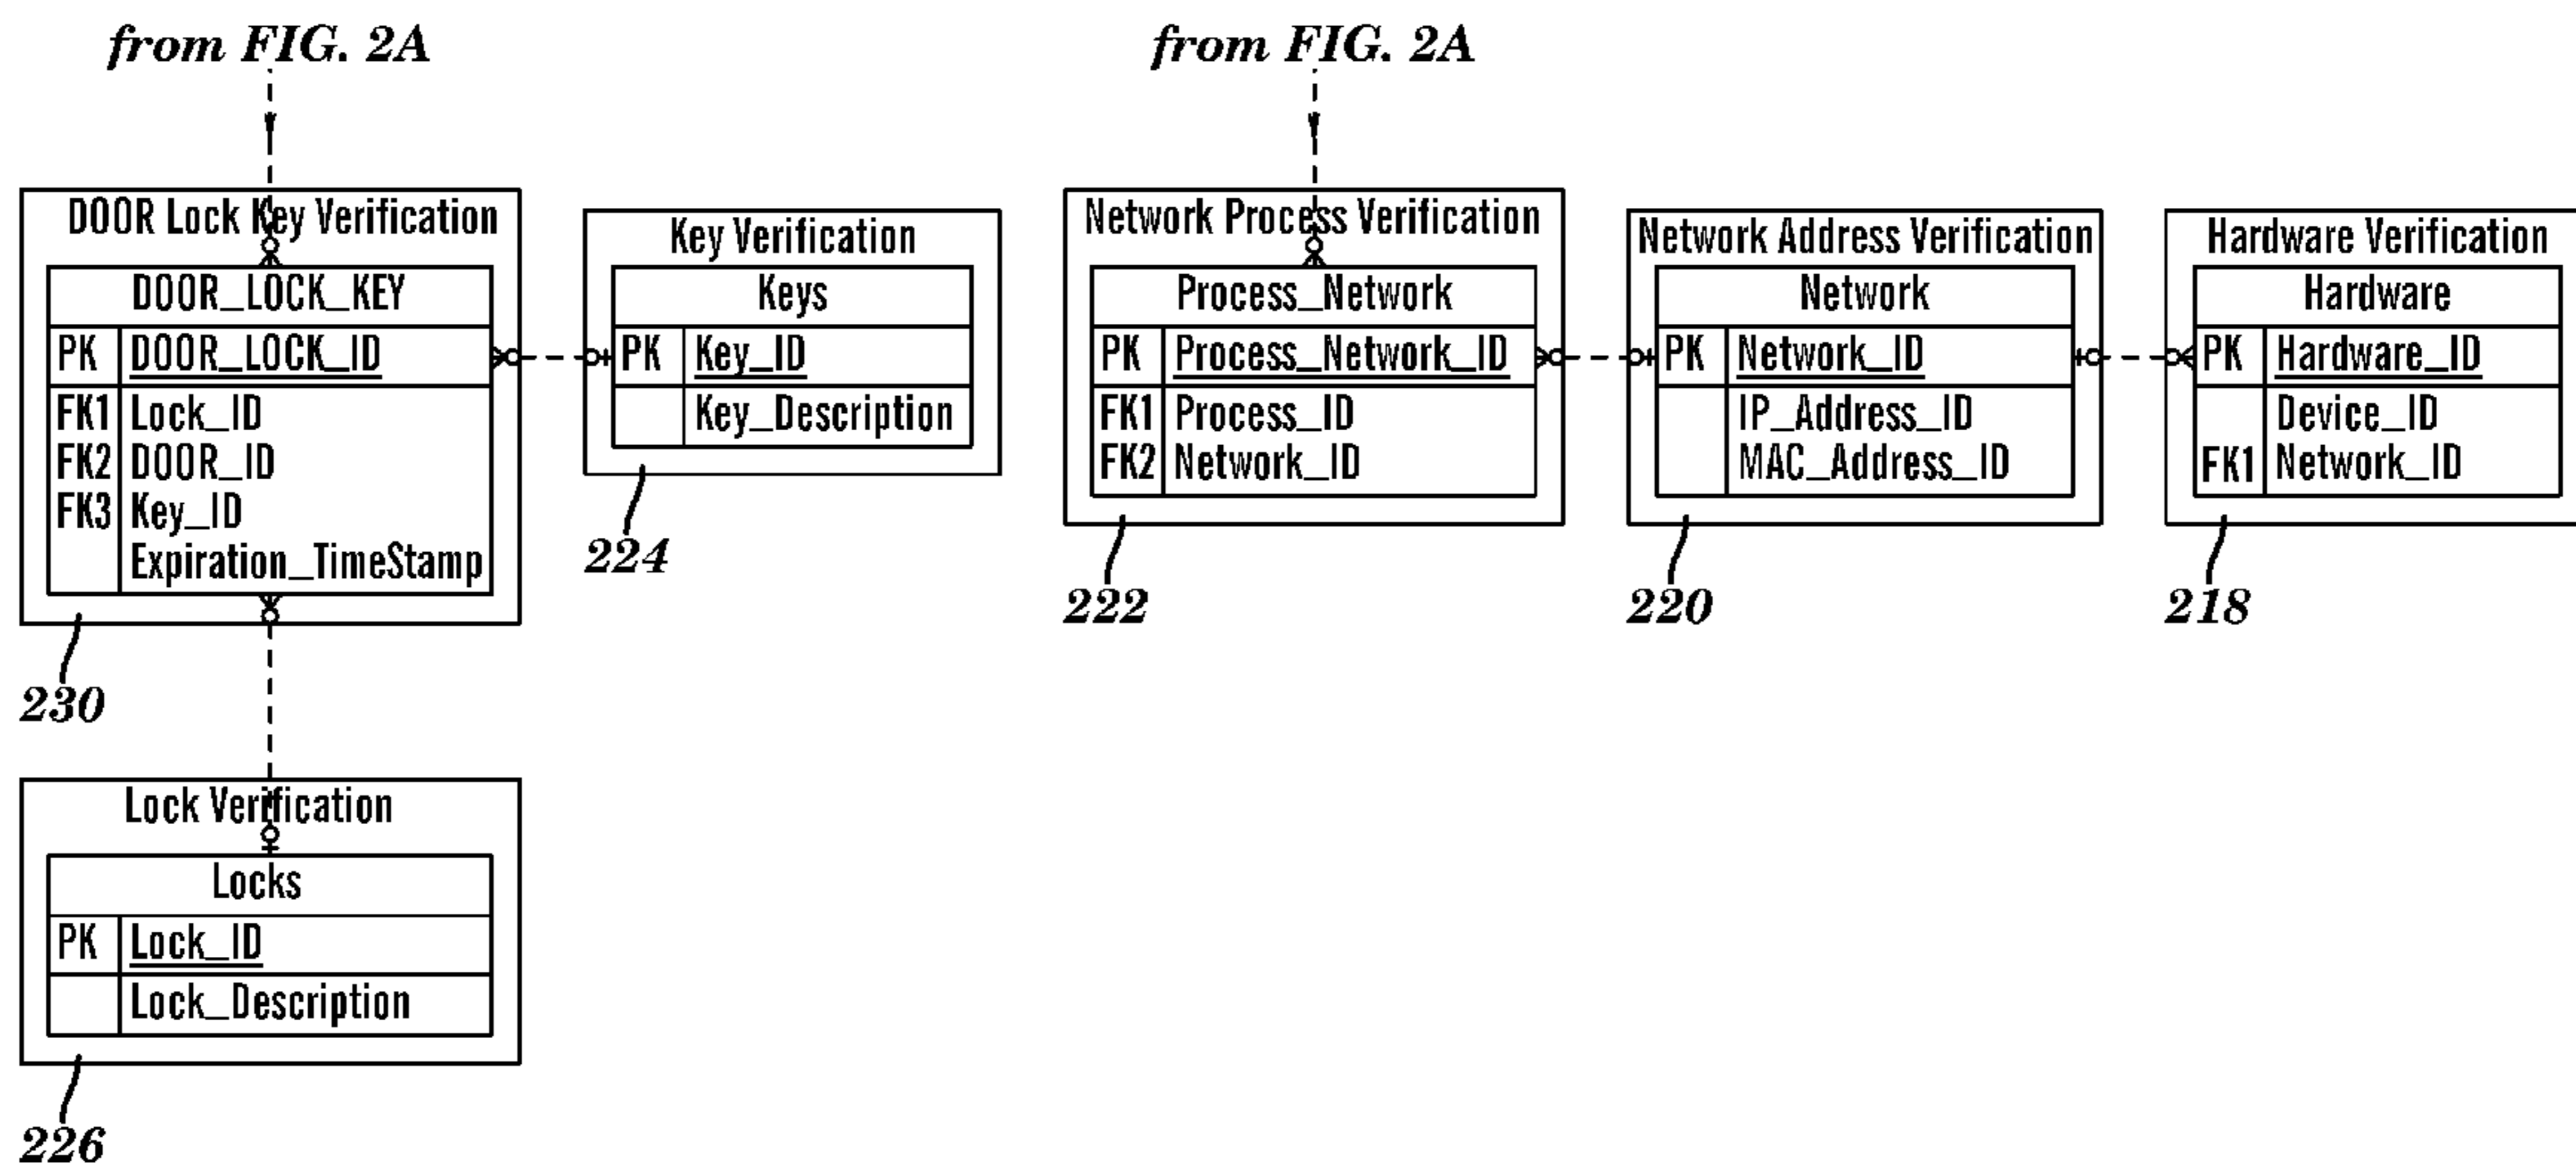 from FIG. 2A
from FIG. 2A
DOOR Lock Key Verification
DOOR_LOCK_KEY
PK DOOR_LOCK_ID
FK1 Lock_ID
FK2 DOOR_ID
FK3 Key_ID
Expiration_TimeStamp
230
Key Verification
Keys
PK Key_ID
Key_Description
224
Network Process Verification
Process_Network
PK Process_Network_ID
FK1 Process_ID
FK2 Network_ID
222
Network Address Verification
Network
PK Network_ID
IP_Address_ID
MAC_Address_ID
220
Hardware Verification
Hardware
PK Hardware_ID
Device_ID
FK1 Network_ID
218
Lock Verification
Locks
PK Lock_ID
Lock_Description
226